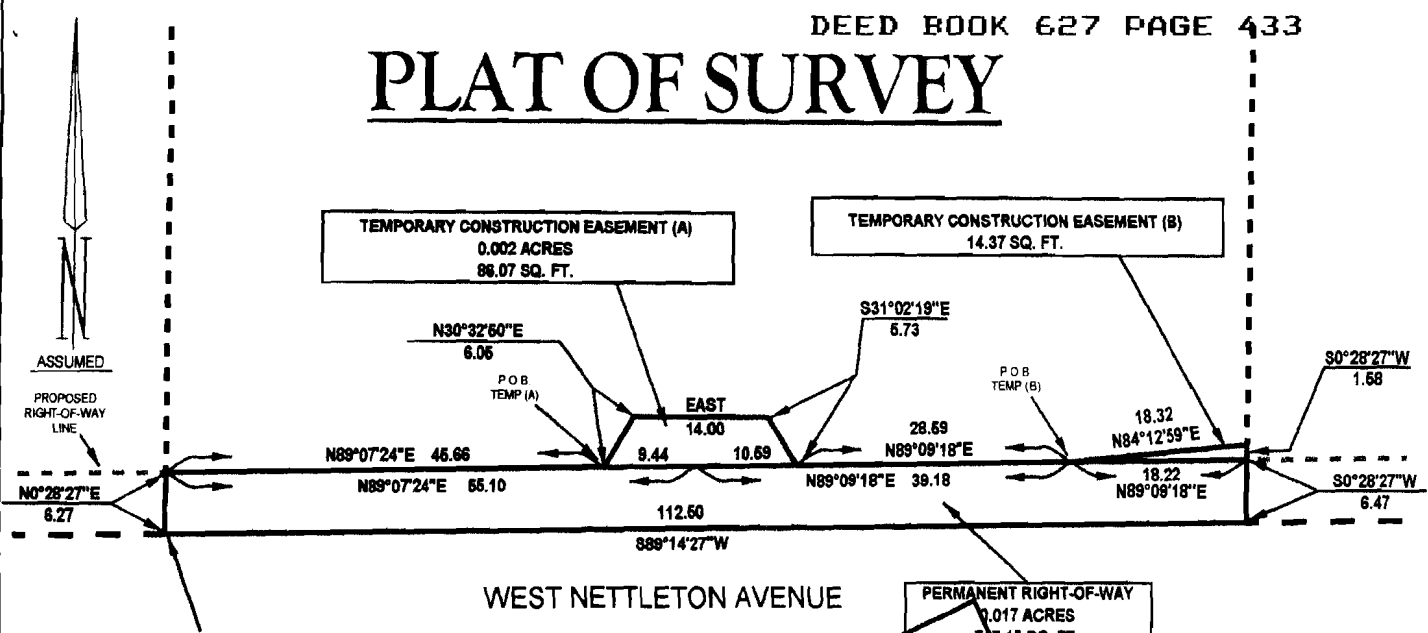 DEED BOOK 627 PAGE 433
PLAT OF SURVEY
N
ASSUMED
PROPOSED
RIGHT-OF-WAY
LINE
TEMPORARY CONSTRUCTION EASEMENT (A)
0.002 ACRES
86.07 SQ. FT.
TEMPORARY CONSTRUCTION EASEMENT (B)
14.37 SQ. FT.
N30°32'50"E
6.05
S31°02'19"E
5.73
P O B
TEMP (A)
P O B
TEMP (B)
S0°28'27"W
1.58
EAST
14.00
18.32
N84°12'59"E
N89°07'24"E 45.66
9.44
10.59
28.59
N89°09'18"E
N89°07'24"E 55.10
N89°09'18"E 39.18
18.22
N89°09'18"E
N0°28'27"E
6.27
S0°28'27"W
6.47
112.50
S89°14'27"W
WEST NETTLETON AVENUE
PERMANENT RIGHT-OF-WAY
0.017 ACRES